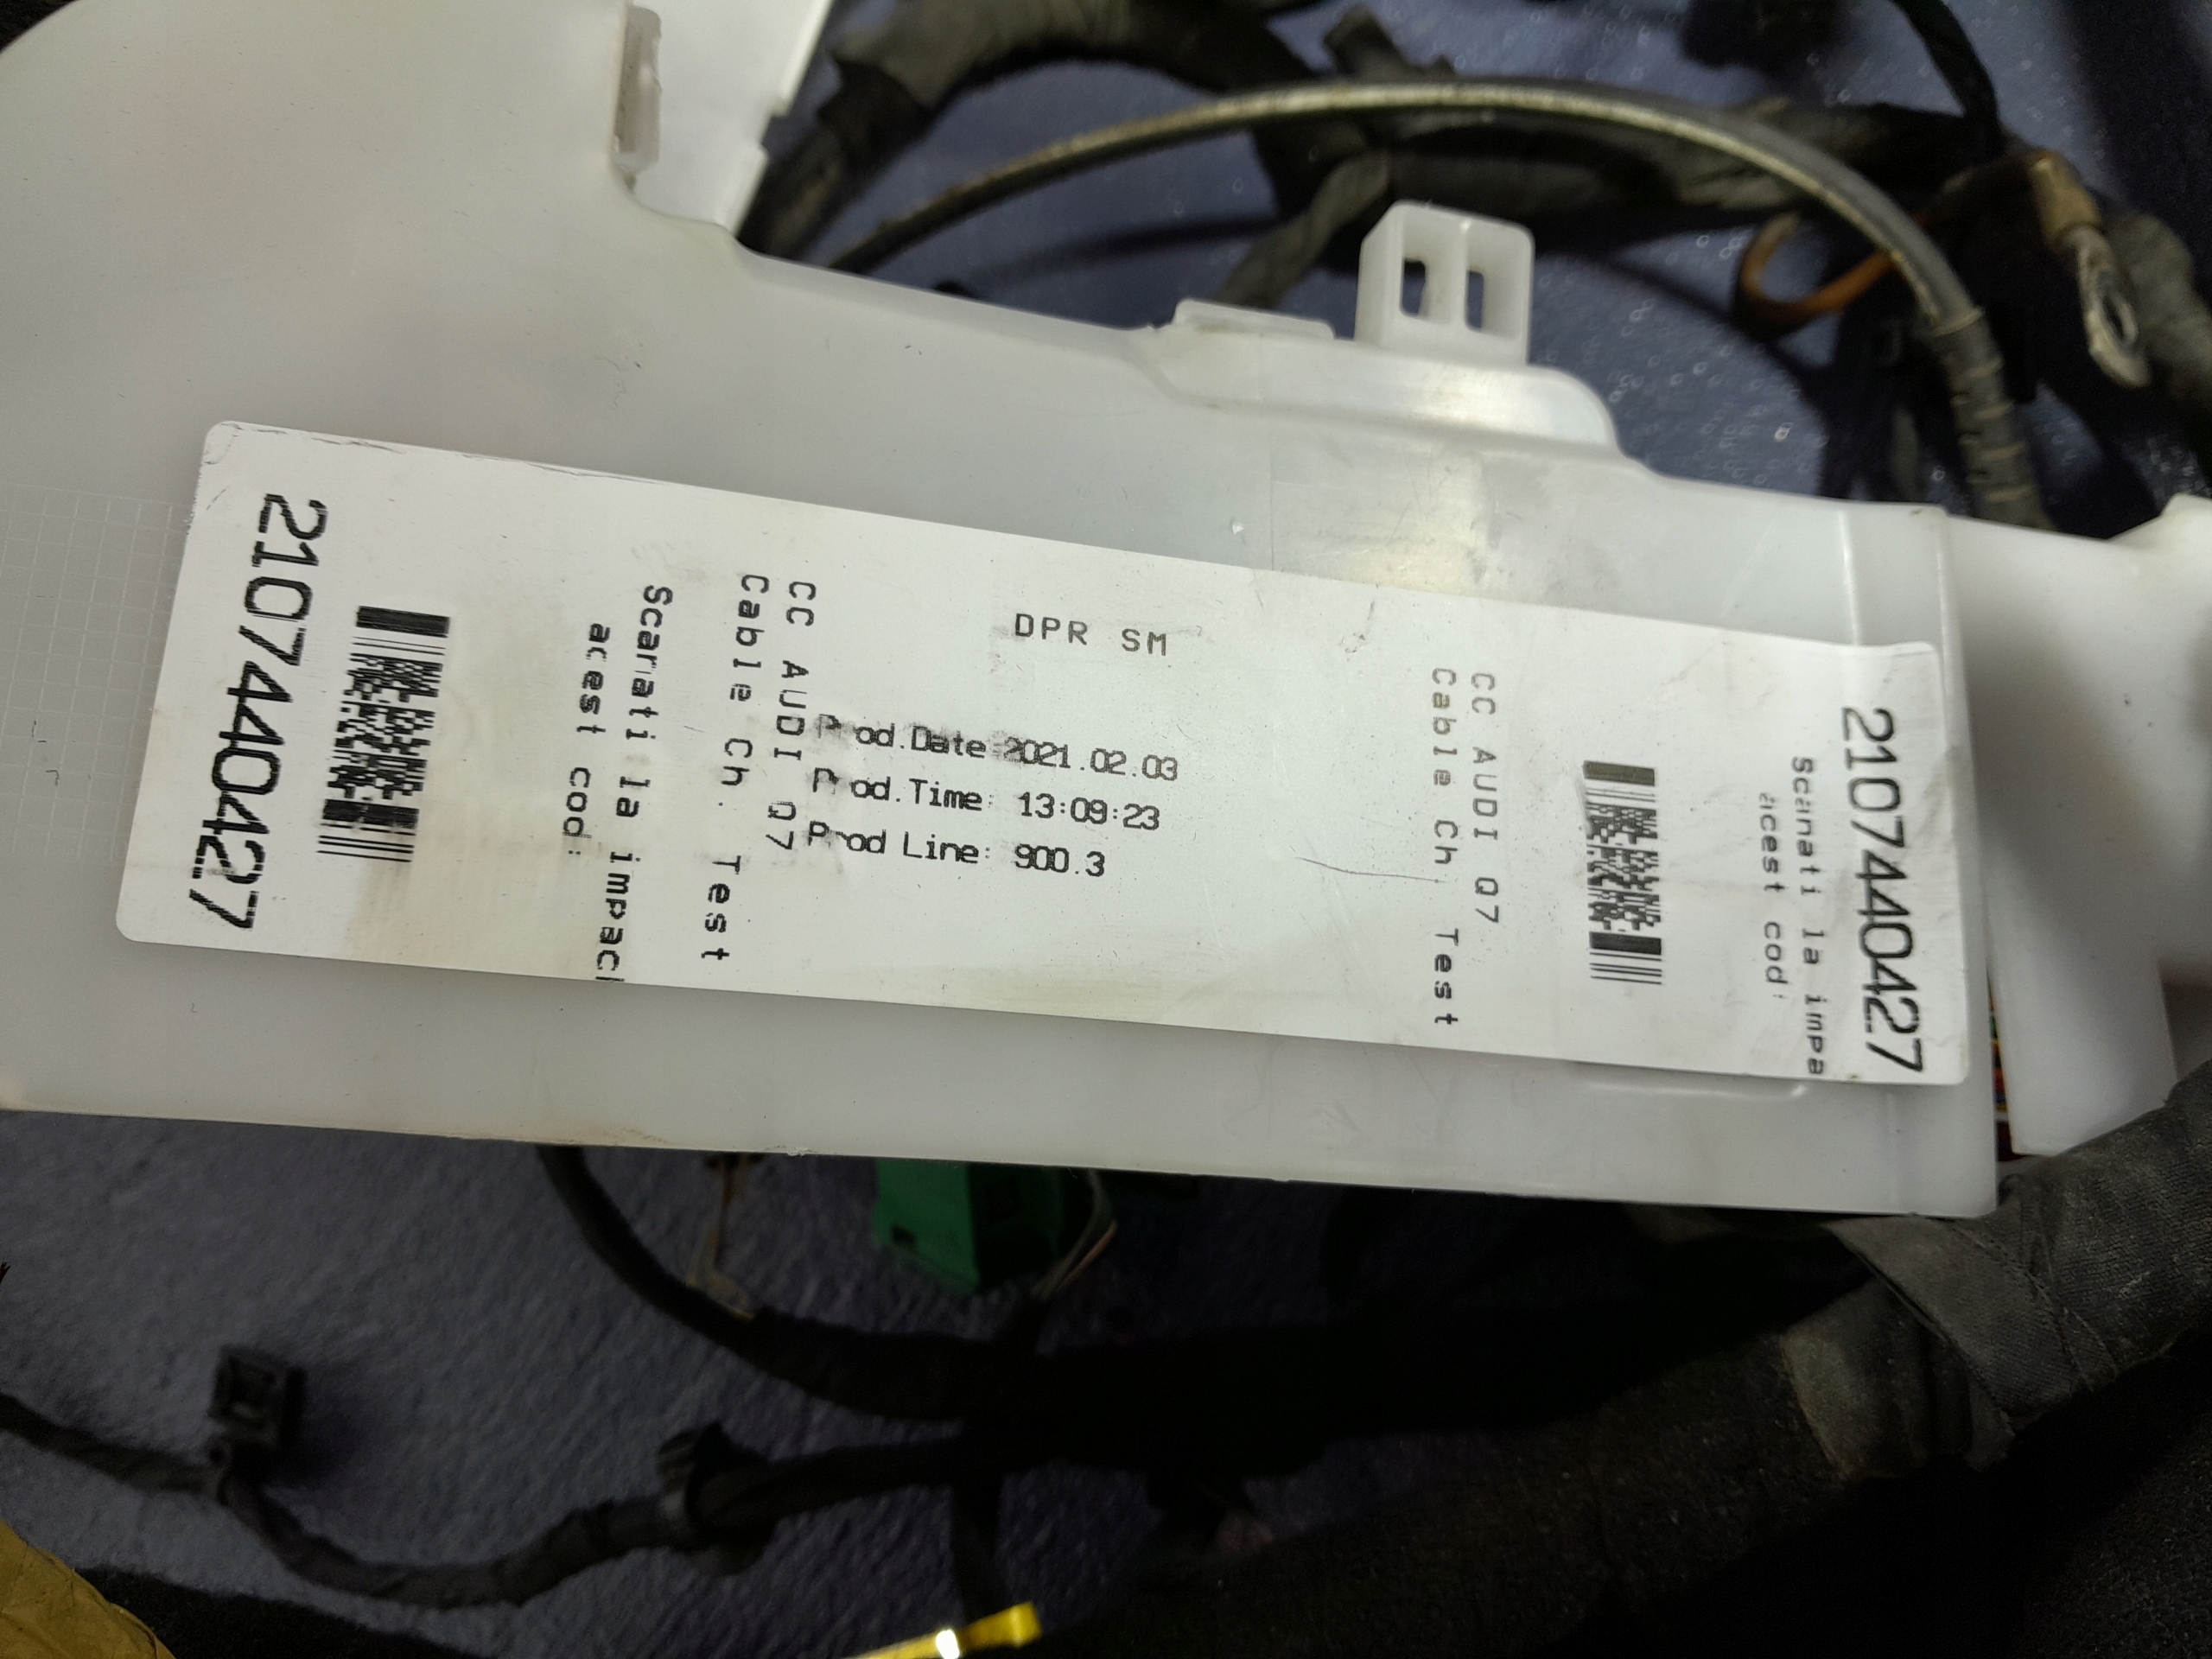 2107440427
Scanati la impach
acest cod:
CC AUDI Q7
Cable Ch. Test
DPR SM
Prod.Date 2021.02.03
Prod.Time: 13:09:23
Prod Line: 900.3
CC AUDI Q7
Cable Ch. Test
2107440427
Scanati la impa
acest cod: